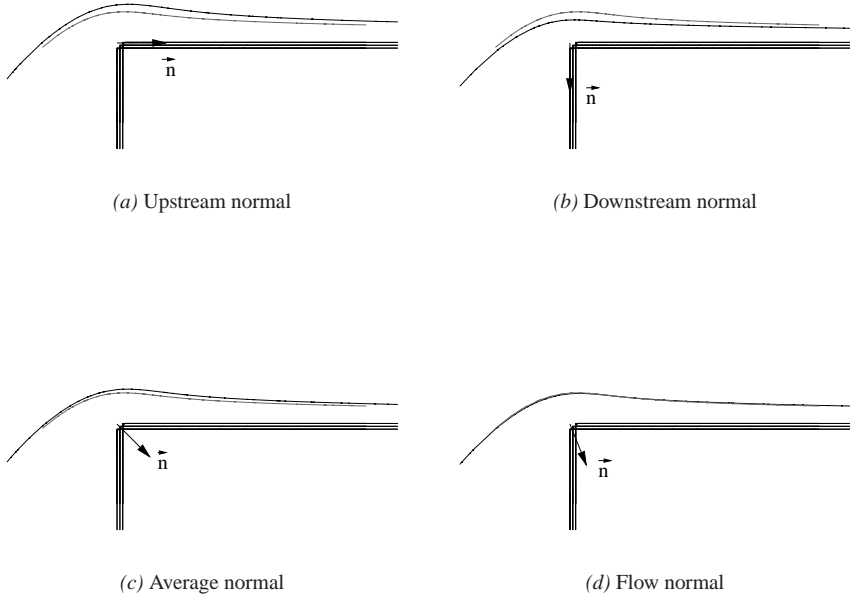 n
n
(a) Upstream normal
(b) Downstream normal
n
n
(c) Average normal
(d) Flow normal